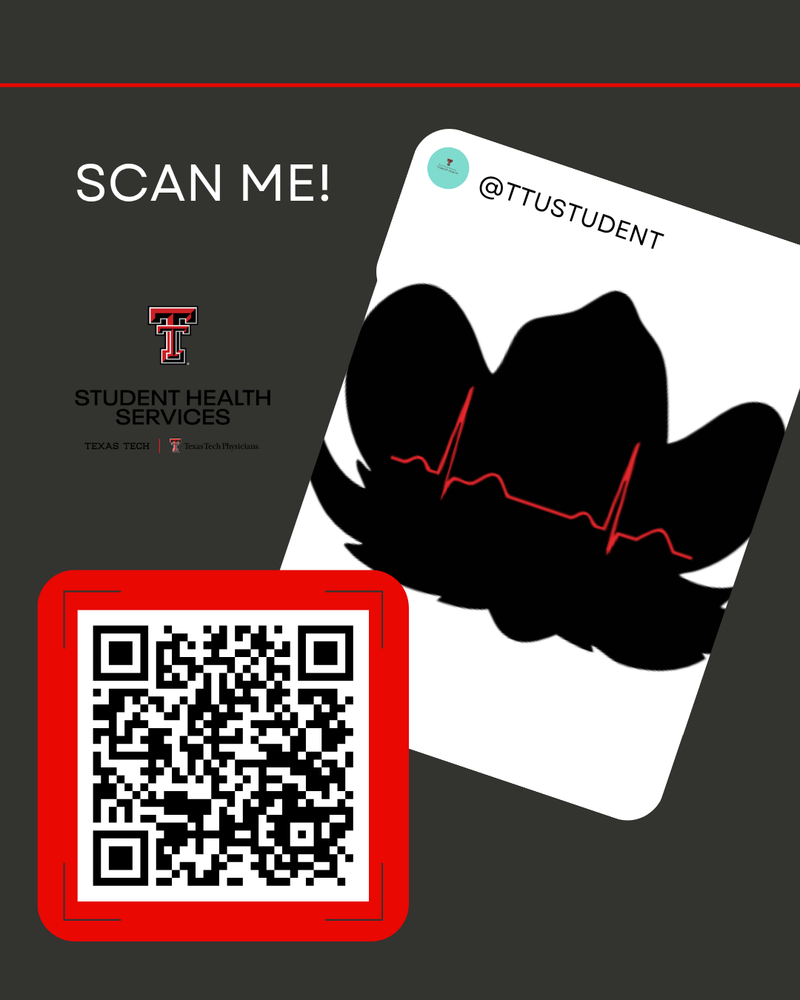 SCAN ME!
@TTUSTUDENT
STUDENT HEALTH
SERVICES
TEXAS TECH
Texas Tech Physicians.